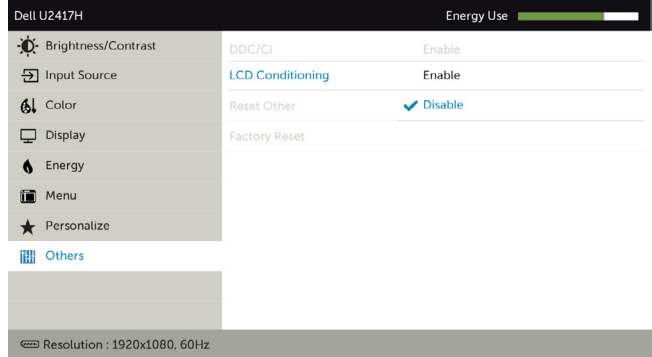 Dell U2417H Energy Use
Brightness/Contrast DDC/CI Enable
Input Source LCD Conditioning Enable
Color Reset Other Disable
Display Factory Reset
Energy
Menu
Personalize
Others
Resolution : 1920x1080, 60Hz